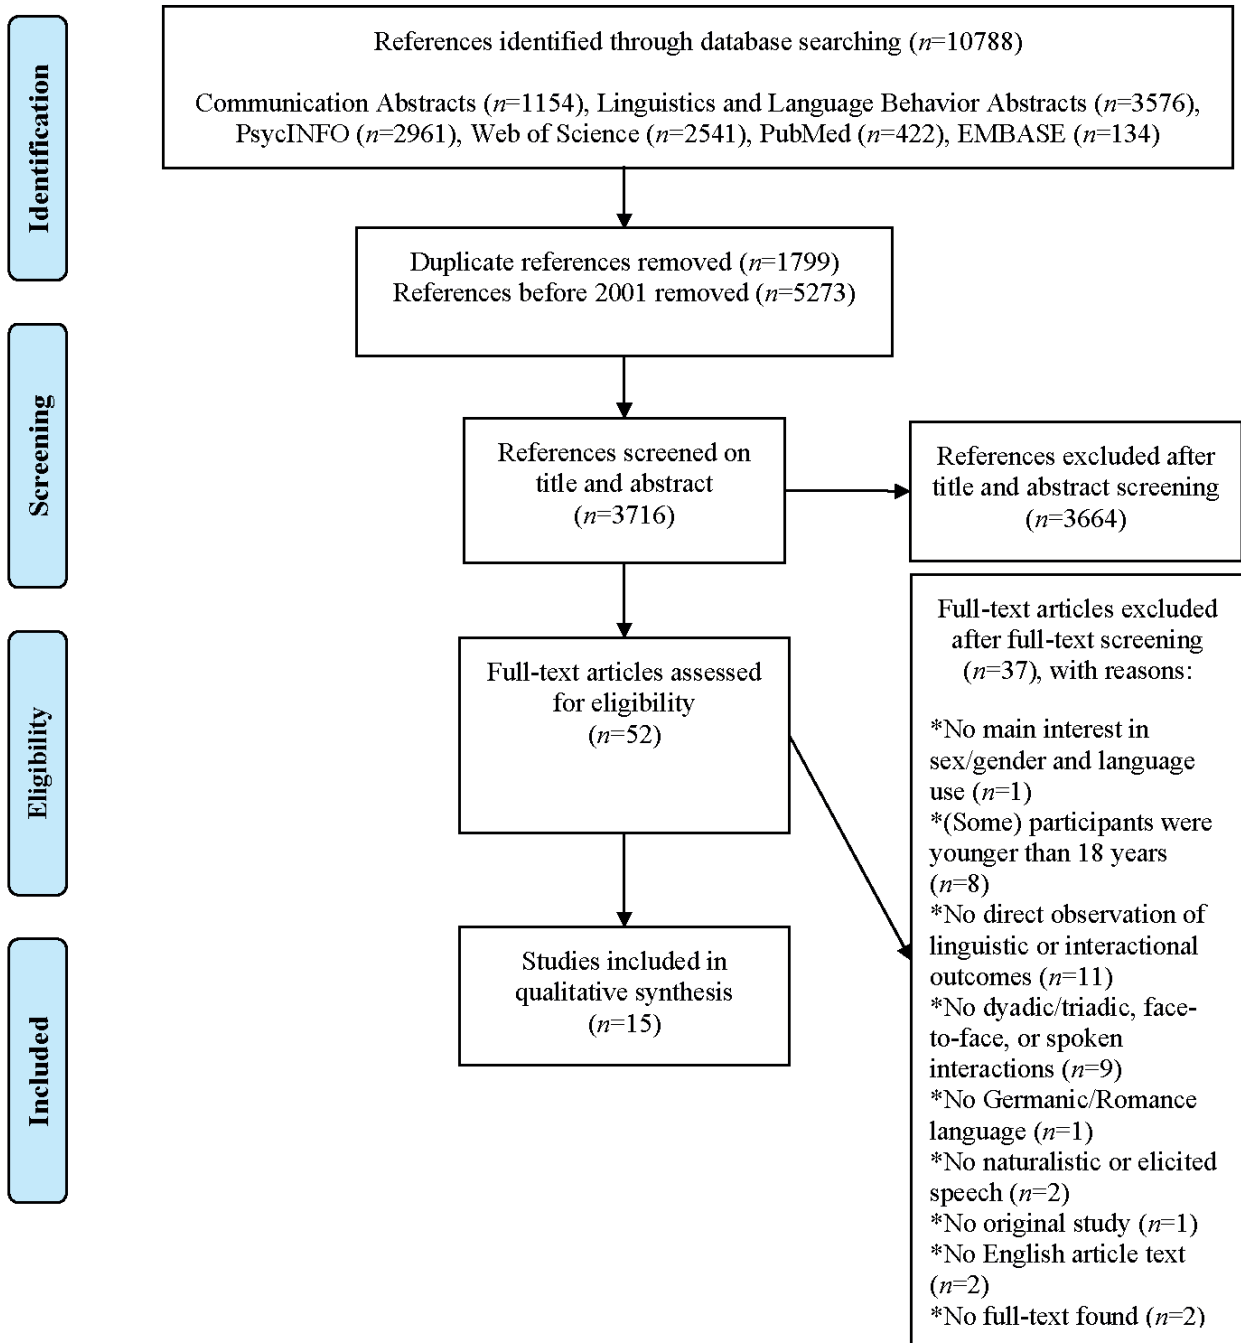 Identification
References identified through database searching (n=10788)
Communication Abstracts (n=1154), Linguistics and Language Behavior Abstracts (n=3576),
PsycINFO (n=2961), Web of Science (n=2541), PubMed (n=422), EMBASE (n=134)
Duplicate references removed (n=1799)
References before 2001 removed (n=5273)
Screening
References screened on
title and abstract
(n=3716)
References excluded after
title and abstract screening
(n=3664)
Eligibility
Full-text articles assessed
for eligibility
(n=52)
Full-text articles excluded
after full-text screening
(n=37), with reasons:
*No main interest in
sex/gender and language
use (n=1)
*(Some) participants were
younger than 18 years
(n=8)
*No direct observation of
linguistic or interactional
outcomes (n=11)
*No dyadic/triadic, face-
to-face, or spoken
interactions (n=9)
*No Germanic/Romance
language (n=1)
*No naturalistic or elicited
speech (n=2)
*No original study (n=1)
*No English article text
(n=2)
*No full-text found (n=2)
Included
Studies included in
qualitative synthesis
(n=15)